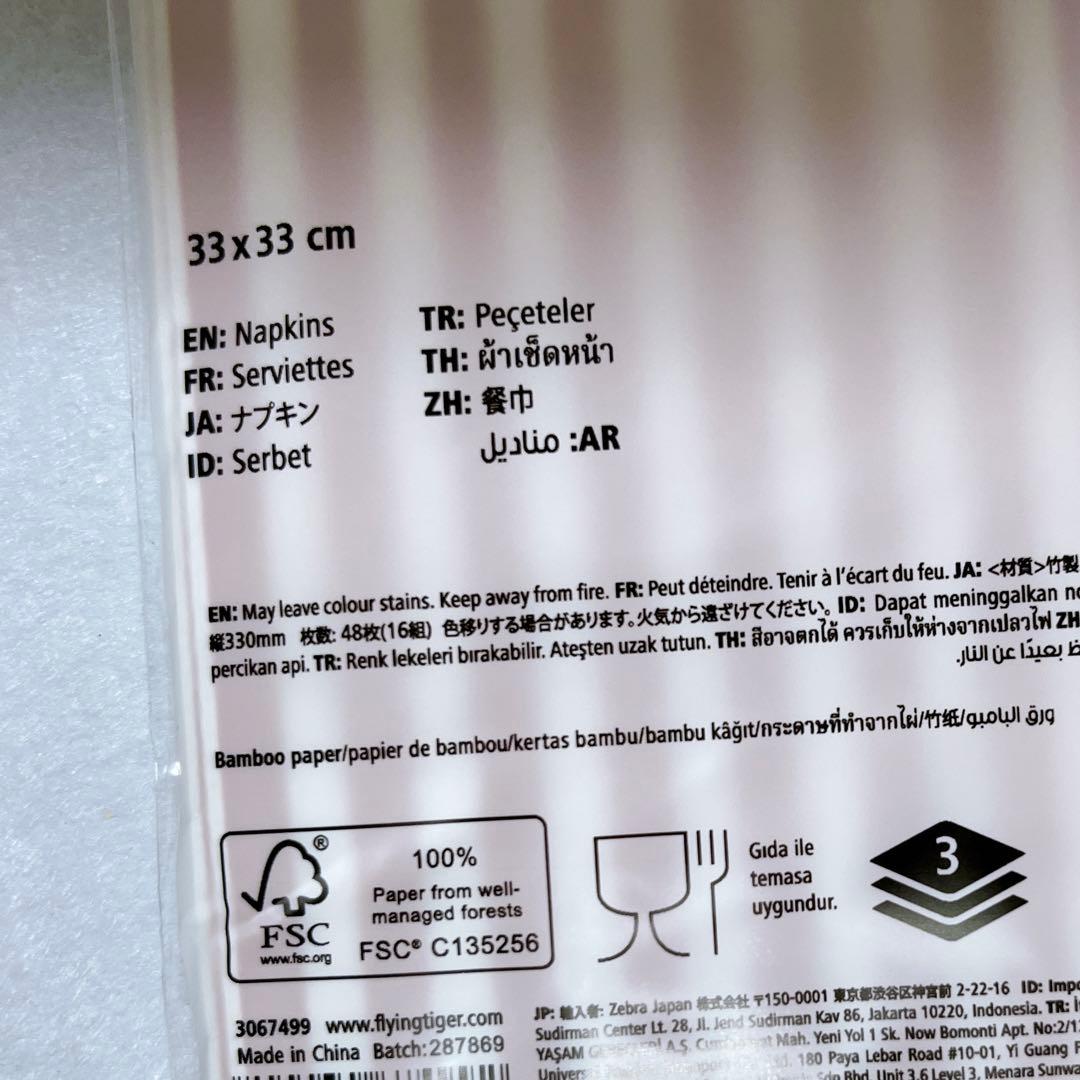 33 x 33 cm
EN: Napkins
FR: Serviettes
JA: ナプキン
ID: Serbet
TR: Peçeteler
TH: ผ้าเช็ดหน้า
ZH: 餐巾
AR: مناديل
EN: May leave colour stains. Keep away from fire. FR: Peut déteindre. Tenir à l'écart du feu. JA: <材質>竹製
縦330mm 枚数: 48枚(16組) 色移りする場合があります。火気から遠ざけてください。 ID: Dapat meninggalkan
percikan api. TR: Renk lekeleri bırakabilir. Ateşten uzak tutun. TH: สีอาจตกได้ ควรเก็บให้ห่างจากเปลวไฟ ZH
بعيدًا عن النار.
Bamboo paper/papier de bambou/kertas bambu/bambu kâğıt/กระดาษที่ทำจากไผ่/竹纸/ورق البامبو
®
FSC
www.fsc.org
100%
Paper from well-
managed forests
FSC® C135256
Gıda ile
temasa
uygundur.
3
3067499 www.flyingtiger.com
Made in China Batch:287869
JP: 輸入者: Zebra Japan 株式会社 〒150-0001 東京都渋谷区神宮前 2-22-16 ID:
Sudirman Center Lt. 28, Jl. Jend Sudirman Kav 86, Jakarta 10220, Indonesia. TR:
YAŞAM A.Ş. Mah. Yeni Yol 1 Sk. Now Bomonti Apt. No:2/1
180 Paya Lebar Road #10-01, Yi Guang
Sdn Bhd, Unit 3.6 Level 3, Menara